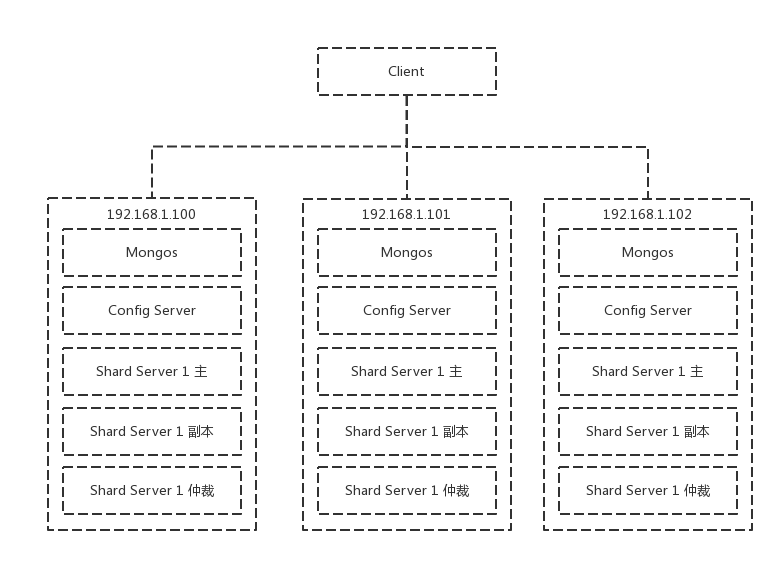 Client
192.168.1.100
Mongos
Config Server
Shard Server 1 主
Shard Server 1 副本
Shard Server 1 仲裁
192.168.1.101
Mongos
Config Server
Shard Server 1 主
Shard Server 1 副本
Shard Server 1 仲裁
192.168.1.102
Mongos
Config Server
Shard Server 1 主
Shard Server 1 副本
Shard Server 1 仲裁